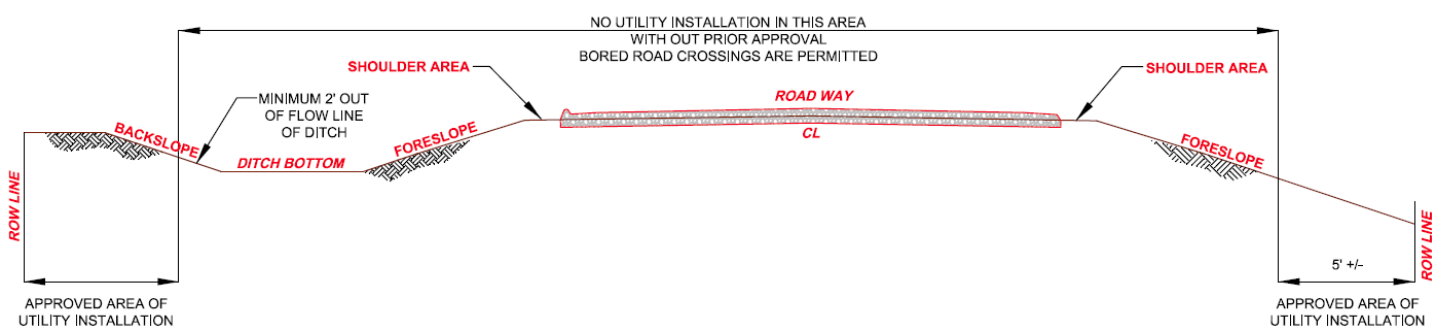 NO UTILITY INSTALLATION IN THIS AREA
WITH OUT PRIOR APPROVAL
BORED ROAD CROSSINGS ARE PERMITTED
SHOULDER AREA
SHOULDER AREA
MINIMUM 2' OUT
OF FLOW LINE
OF DITCH
ROAD WAY
CL
BACKSLOPE
DITCH BOTTOM
FORESLOPE
FORESLOPE
ROW LINE
ROW LINE
5' +/-
APPROVED AREA OF
UTILITY INSTALLATION
APPROVED AREA OF
UTILITY INSTALLATION